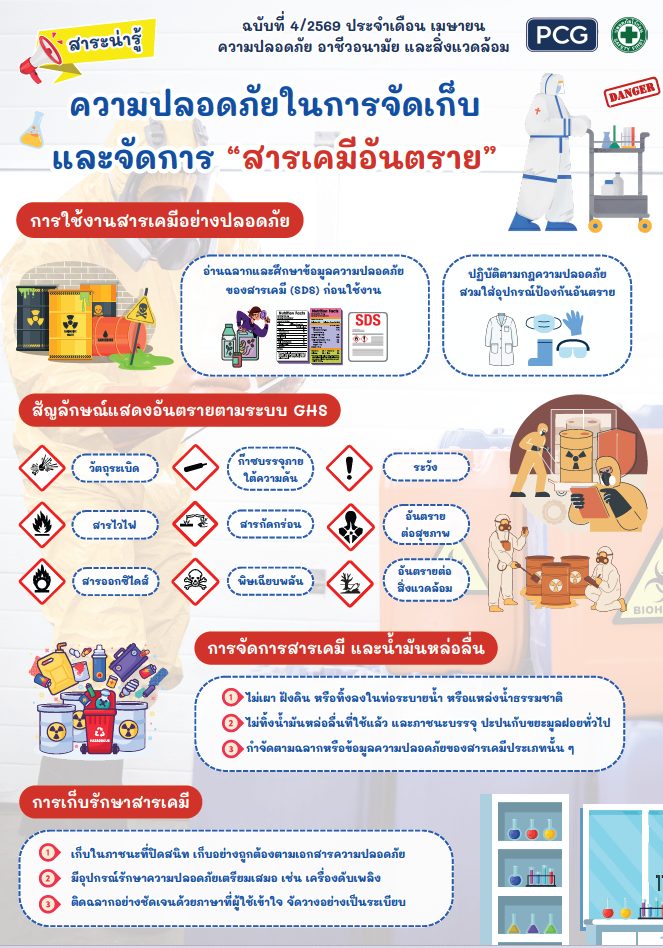 สาระน่ารู้
ฉบับที่ 4/2569 ประจำเดือน เมษายน
ความปลอดภัย อาชีวอนามัย และสิ่งแวดล้อม
PCG
SAFETY FIRST
DANGER
ความปลอดภัยในการจัดเก็บ
และจัดการ “สารเคมีอันตราย”
การใช้งานสารเคมีอย่างปลอดภัย
อ่านฉลากและศึกษาข้อมูลความปลอดภัย
ของสารเคมี (SDS) ก่อนใช้งาน
Nutrition Facts
Nutrition Facts
SDS
ปฏิบัติตามกฎความปลอดภัย
สวมใส่อุปกรณ์ป้องกันอันตราย
สัญลักษณ์แสดงอันตรายตามระบบ GHS
วัตถุระเบิด
ก๊าซบรรจุภาย
ใต้ความดัน
ระวัง
สารไวไฟ
สารกัดกร่อน
อันตราย
ต่อสุขภาพ
สารออกซิไดส์
พิษเฉียบพลัน
อันตรายต่อ
สิ่งแวดล้อม
BIOH
การจัดการสารเคมี และน้ำมันหล่อลื่น
1 ไม่เผา ฝังดิน หรือทิ้งลงในท่อระบายน้ำ หรือแหล่งน้ำธรรมชาติ
2 ไม่ทิ้งน้ำมันหล่อลื่นที่ใช้แล้ว และภาชนะบรรจุ ปะปนกับขยะมูลฝอยทั่วไป
3 กำจัดตามฉลากหรือข้อมูลความปลอดภัยของสารเคมีประเภทนั้น ๆ
การเก็บรักษาสารเคมี
1 เก็บในภาชนะที่ปิดสนิท เก็บอย่างถูกต้องตามเอกสารความปลอดภัย
2 มีอุปกรณ์รักษาความปลอดภัยเตรียมเสมอ เช่น เครื่องดับเพลิง
3 ติดฉลากอย่างชัดเจนด้วยภาษาที่ผู้ใช้เข้าใจ จัดวางอย่างเป็นระเบียบ